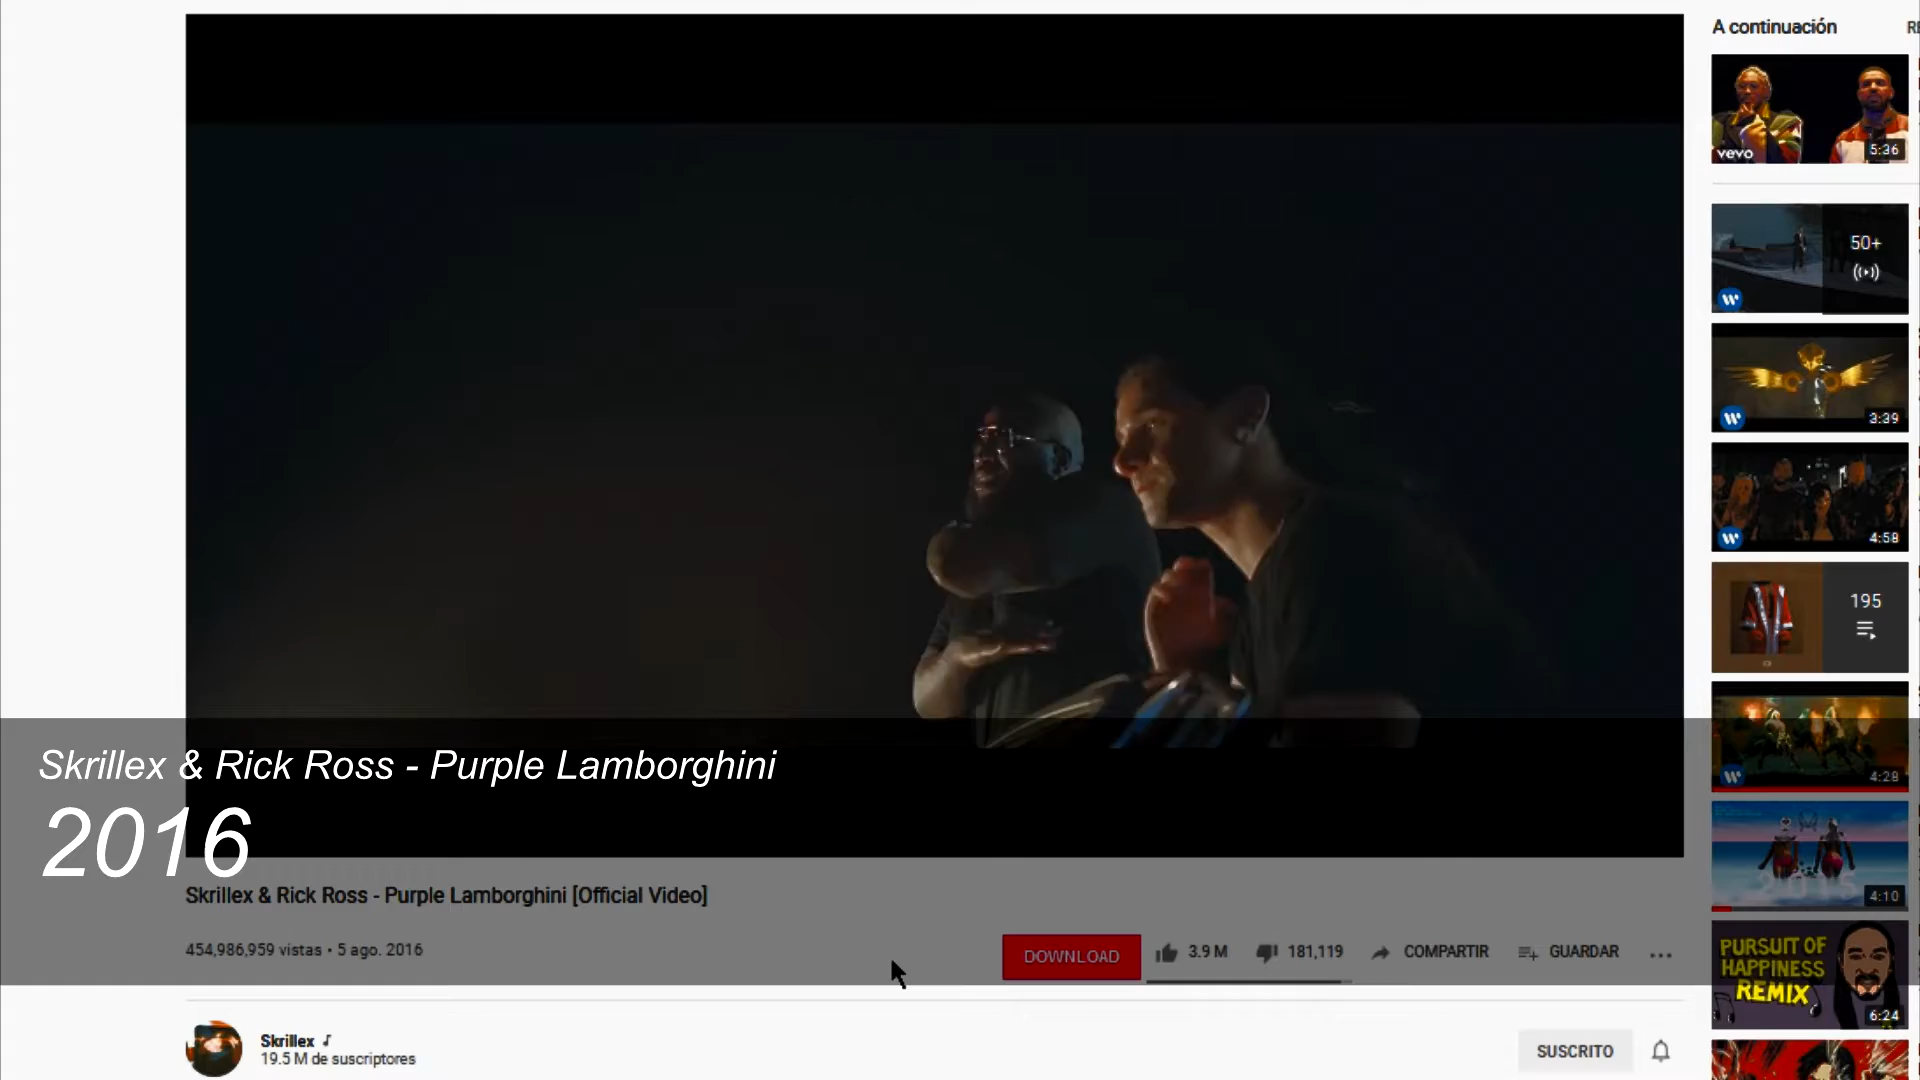 A continuación
vevo
5:36
50+
3:39
4:58
195
4:28
Skrillex & Rick Ross - Purple Lamborghini
2016
2015
4:10
Skrillex & Rick Ross - Purple Lamborghini [Official Video]
454,986,959 vistas • 5 ago. 2016
DOWNLOAD
3.9 M
181,119
COMPARTIR
GUARDAR
PURSUIT OF
HAPPINESS
REMIX
6:24
Skrillex
19.5 M de suscriptores
SUSCRITO